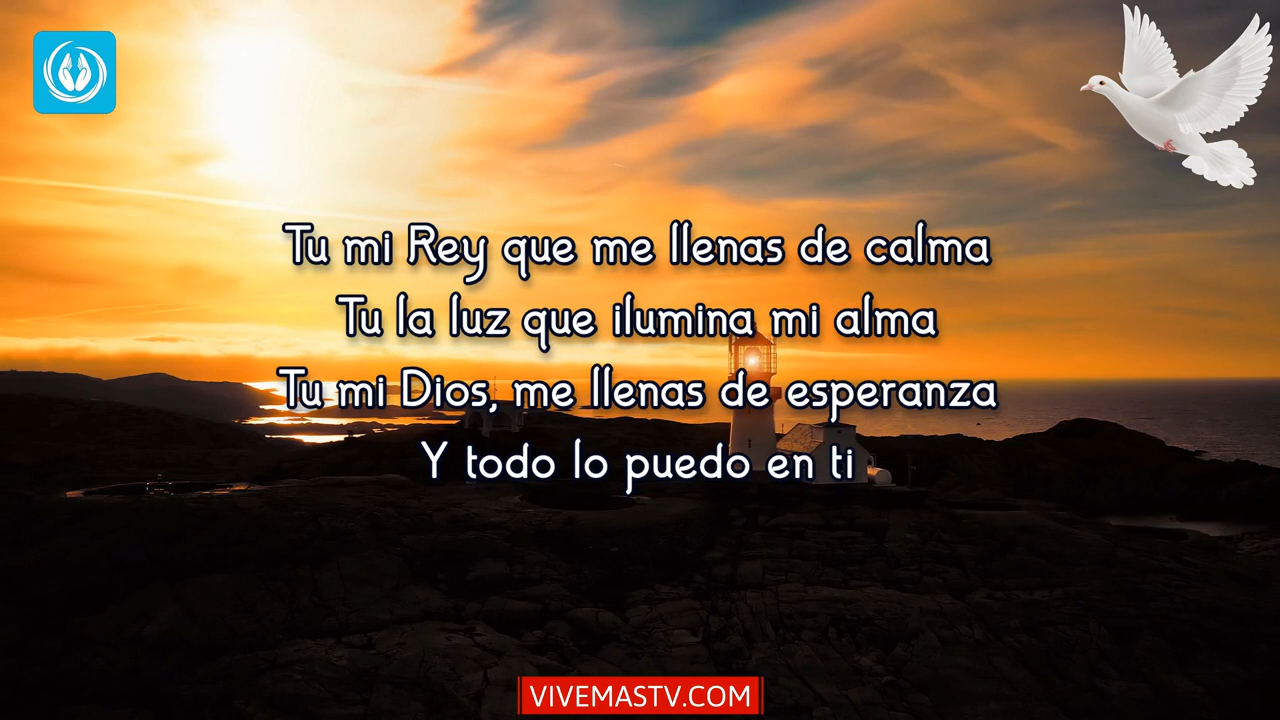 Tu mi Rey que me llenas de calma
Tu la luz que ilumina mi alma
Tu mi Dios, me llenas de esperanza
Y todo lo puedo en ti
VIVEMASTV.COM